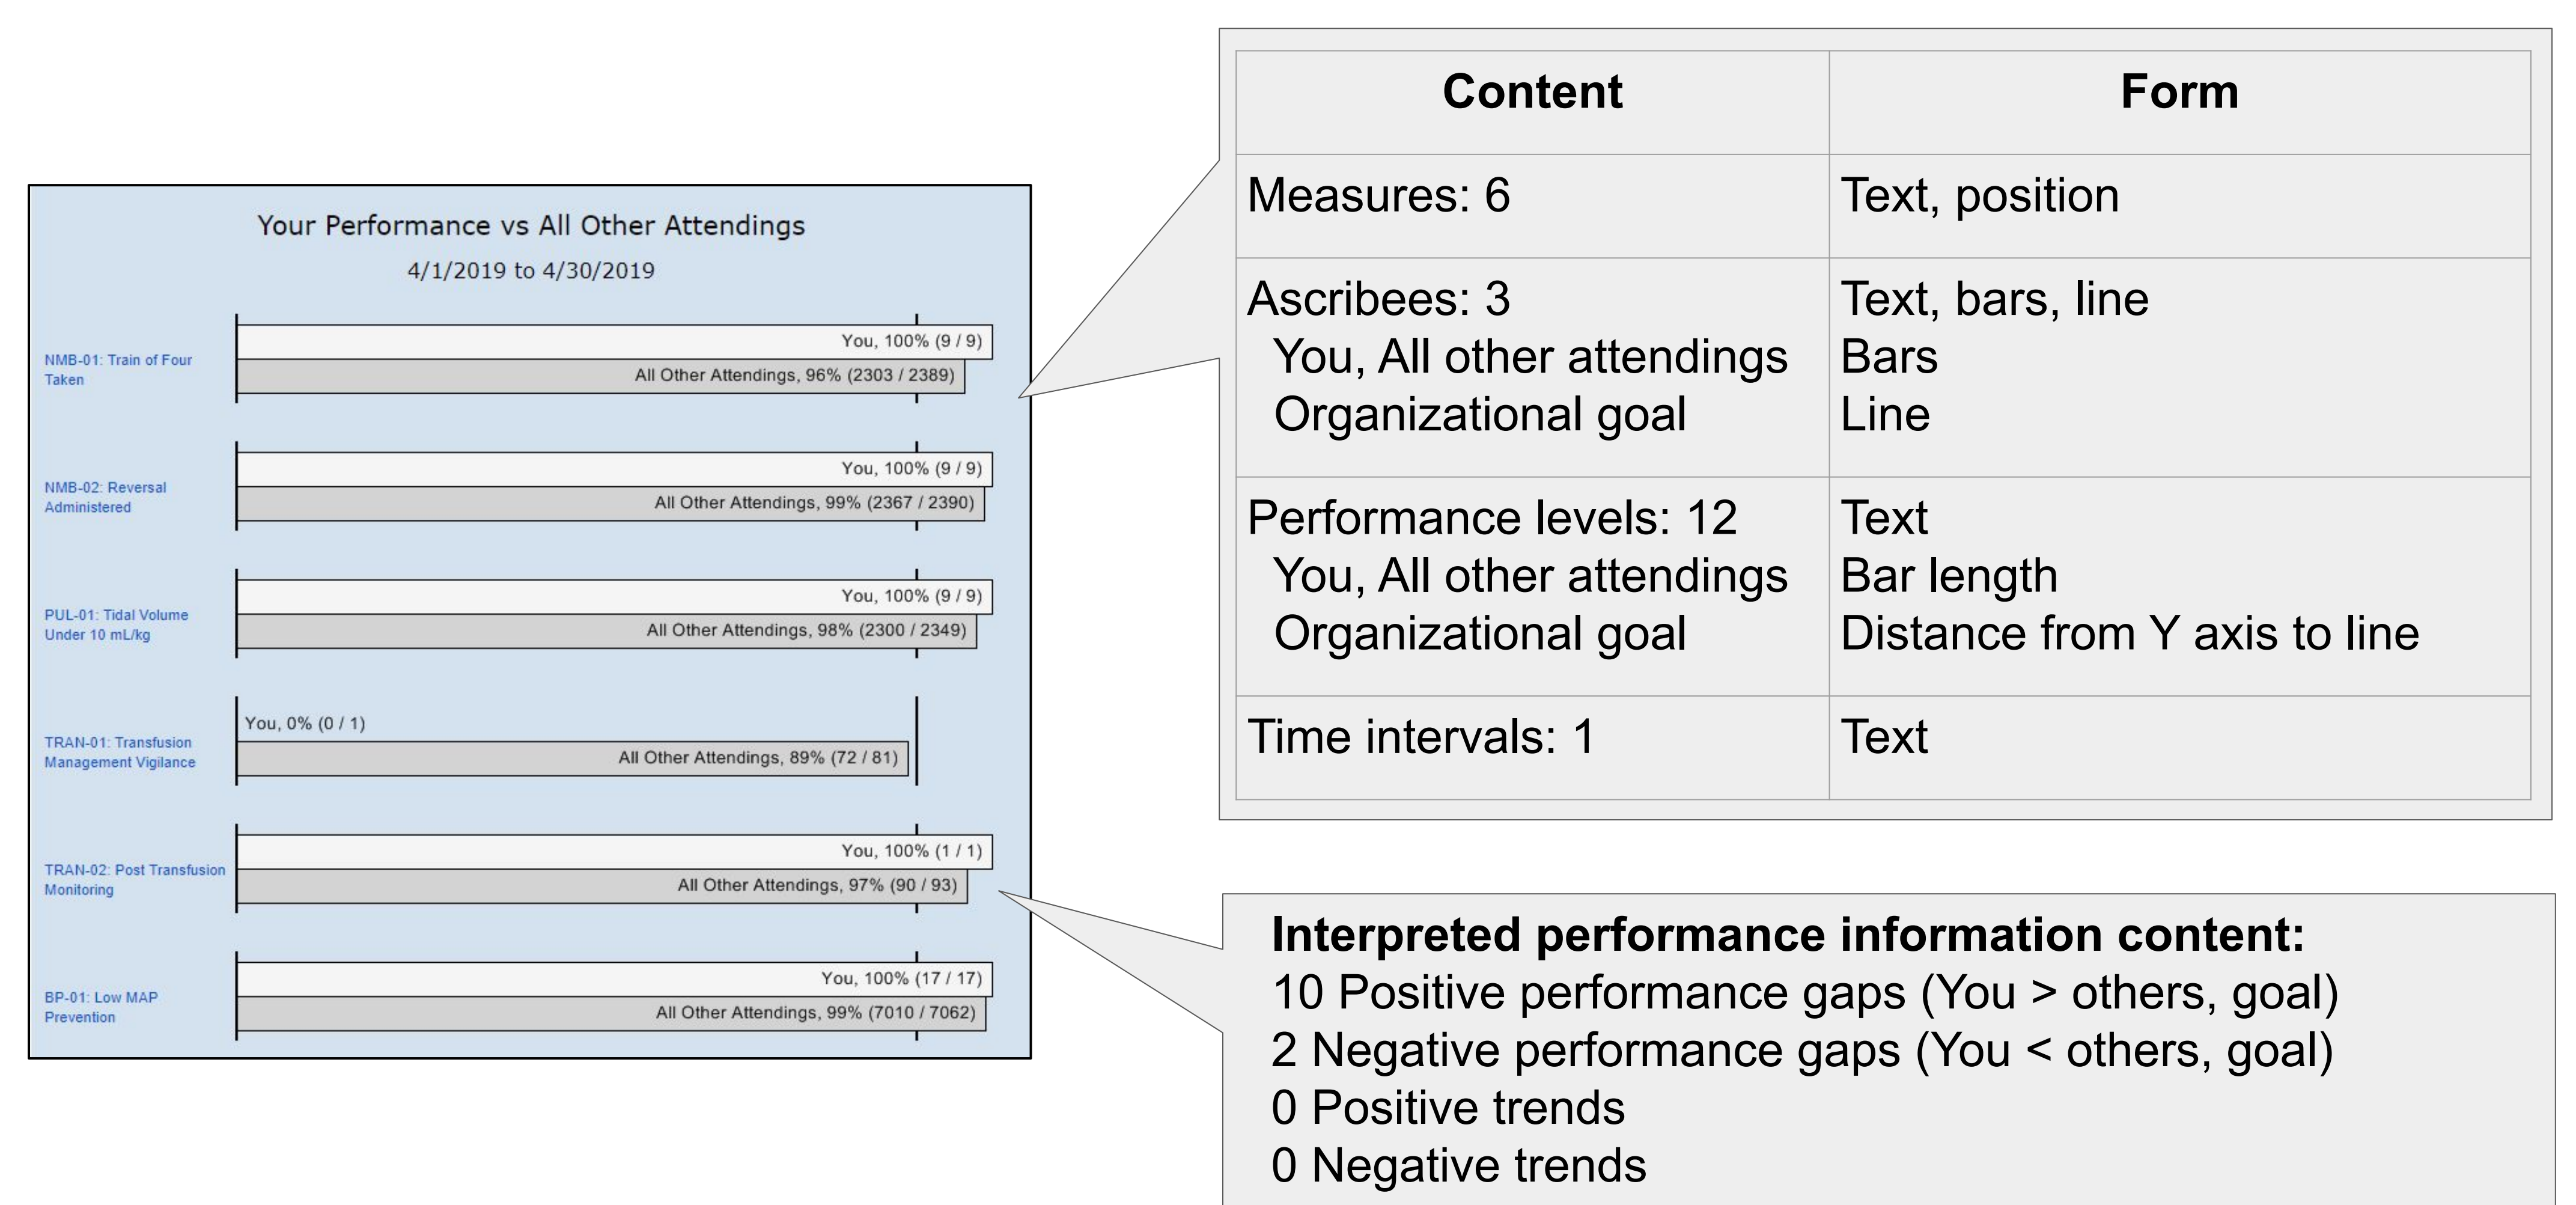 Your Performance vs All Other Attendings
4/1/2019 to 4/30/2019
NMB-01: Train of Four
Taken
You, 100% (9 / 9)
All Other Attendings, 96% (2303 / 2389)
NMB-02: Reversal
Administered
You, 100% (9 / 9)
All Other Attendings, 99% (2367 / 2390)
PUL-01: Tidal Volume
Under 10 mL/kg
You, 100% (9 / 9)
All Other Attendings, 98% (2300 / 2349)
TRAN-01: Transfusion
Management Vigilance
You, 0% (0 / 1)
All Other Attendings, 89% (72 / 81)
TRAN-02: Post Transfusion
Monitoring
You, 100% (1 / 1)
All Other Attendings, 97% (90 / 93)
BP-01: Low MAP
Prevention
You, 100% (17 / 17)
All Other Attendings, 99% (7010 / 7062)
Content Form
Measures: 6 Text, position
Ascribees: 3 Text, bars, line
You, All other attendings Bars
Organizational goal Line
Performance levels: 12 Text
You, All other attendings Bar length
Organizational goal Distance from Y axis to line
Time intervals: 1 Text
Interpreted performance information content:
10 Positive performance gaps (You > others, goal)
2 Negative performance gaps (You < others, goal)
0 Positive trends
0 Negative trends